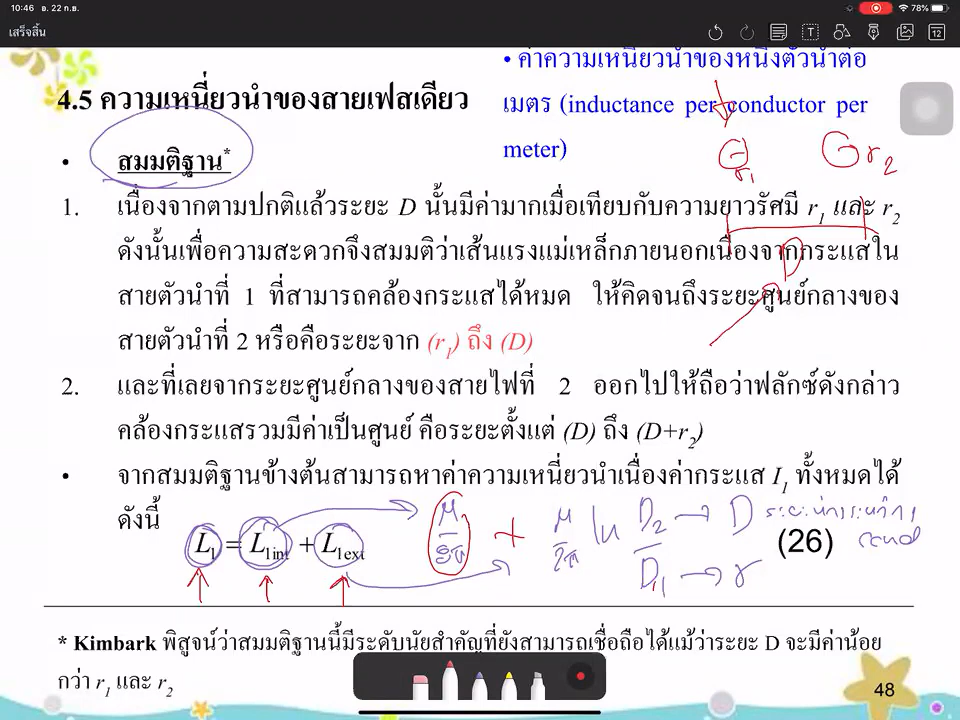 10:46 อ. 22 ก.ย.
78%
เสร็จสิ้น
12
• ค่าความเหนี่ยวนำของหนึ่งตัวนำต่อ
เมตร (inductance per conductor per
meter)
4.5 ความเหนี่ยวนำของสายเฟสเดียว
• สมมติฐาน*
r1
r2
D
1. เนื่องจากตามปกติแล้วระยะ D นั้นมีค่ามากเมื่อเทียบกับความยาวรัศมี r1 และ r2
ดังนั้นเพื่อความสะดวกจึงสมมติว่าเส้นแรงแม่เหล็กภายนอกเนื่องจากกระแสใน
สายตัวนำที่ 1 ที่สามารถคล้องกระแสได้หมด ให้คิดจนถึงระยะศูนย์กลางของ
สายตัวนำที่ 2 หรือคือระยะจาก (r1) ถึง (D)
2. และที่เลยจากระยะศูนย์กลางของสายไฟที่ 2 ออกไปให้ถือว่าฟลักซ์ดังกล่าว
คล้องกระแสรวมมีค่าเป็นศูนย์ คือระยะตั้งแต่ (D) ถึง (D+r2)
• จากสมมติฐานข้างต้นสามารถหาค่าความเหนี่ยวนำเนื่องค่ากระแส I1 ทั้งหมดได้
ดังนี้
L1 = L1int + L1ext (26)
μ/8π + μ/2π ln D2/D1
D2 → D
D1 → r
* Kimbark พิสูจน์ว่าสมมติฐานนี้มีระดับนัยสำคัญที่ยังสามารถเชื่อถือได้แม้ว่าระยะ D จะมีค่าน้อย
กว่า r1 และ r2
48